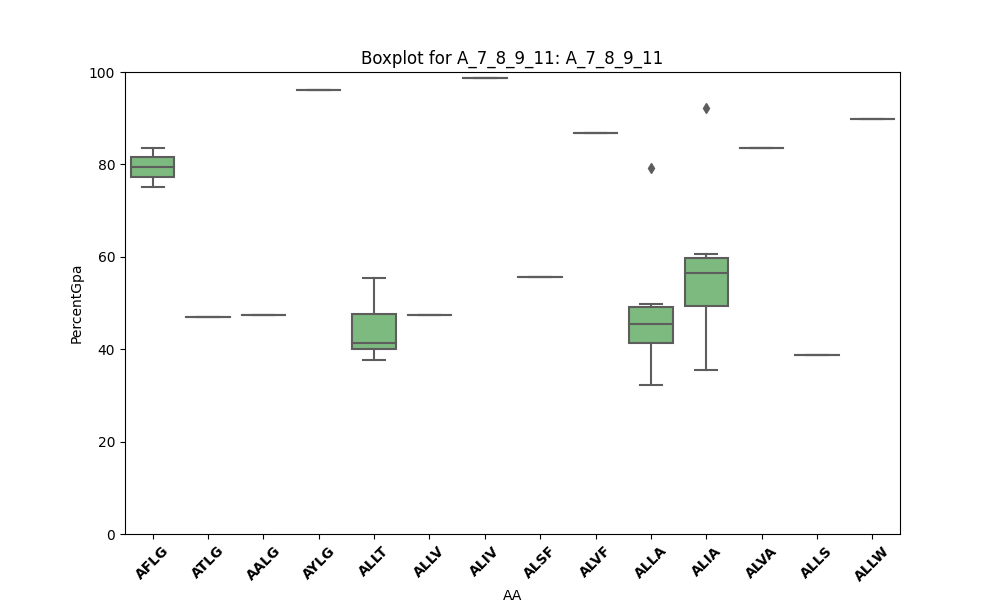 Boxplot for A_7_8_9_11: A_7_8_9_11
100
80
60
40
20
0
PercentGpa
AFLG
ATLG
AALG
AYLG
ALLT
ALLV
ALIV
ALSF
ALVF
ALLA
ALIA
ALVA
ALLS
ALLW
AA